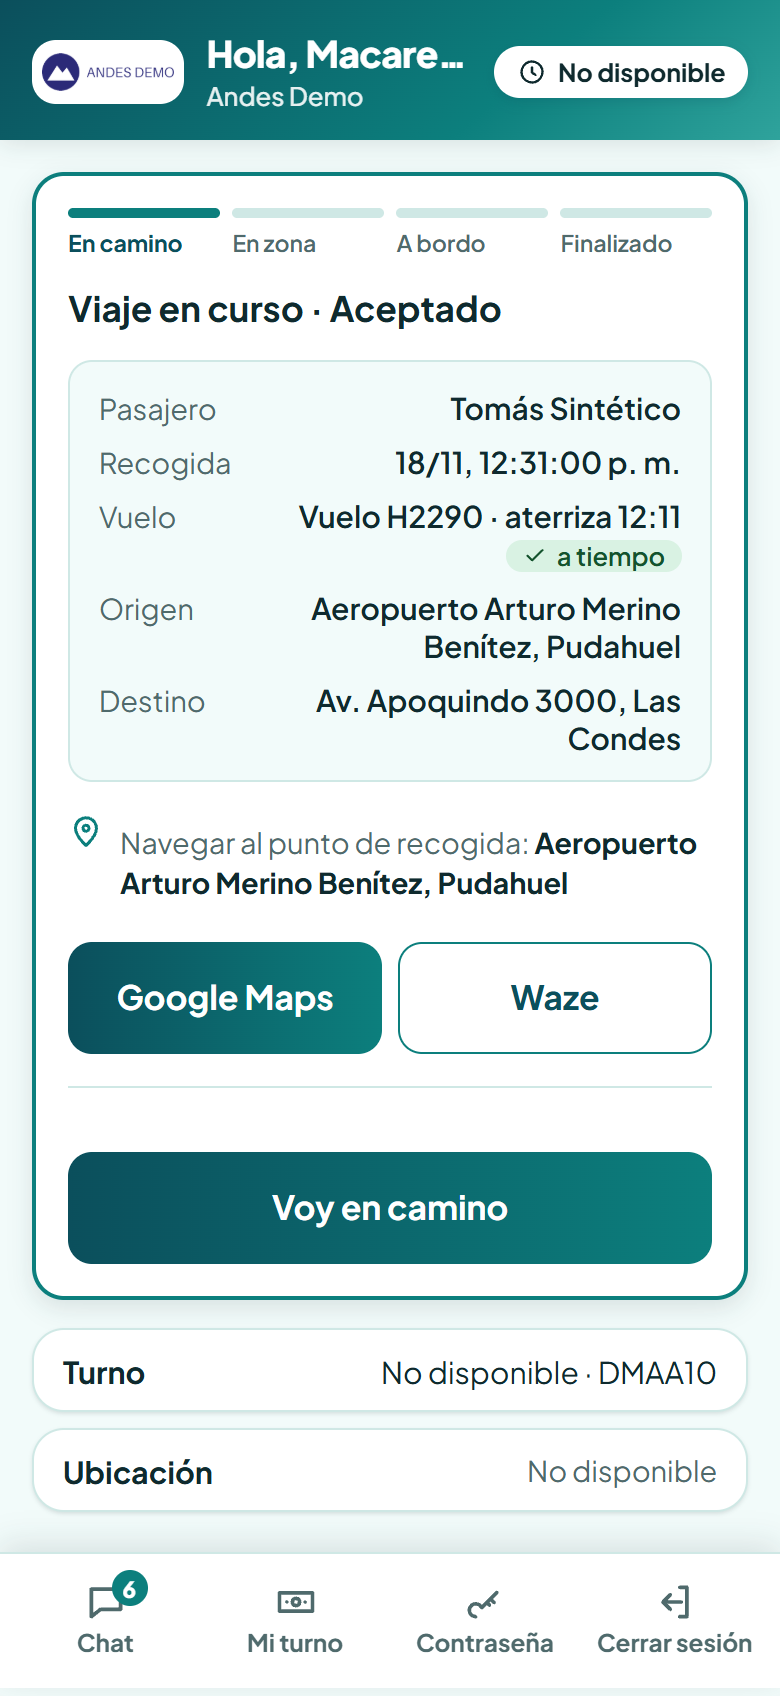 ANDES DEMO
Hola, Macare...
Andes Demo
No disponible
En camino
En zona
A bordo
Finalizado
Viaje en curso · Aceptado
Pasajero
Tomás Sintético
Recogida
18/11, 12:31:00 p. m.
Vuelo
Vuelo H2290 · aterriza 12:11
a tiempo
Origen
Aeropuerto Arturo Merino
Benítez, Pudahuel
Destino
Av. Apoquindo 3000, Las
Condes
Navegar al punto de recogida: Aeropuerto
Arturo Merino Benítez, Pudahuel
Google Maps
Waze
Voy en camino
Turno
No disponible · DMAA10
Ubicación
No disponible
6
Chat
Mi turno
Contraseña
Cerrar sesión